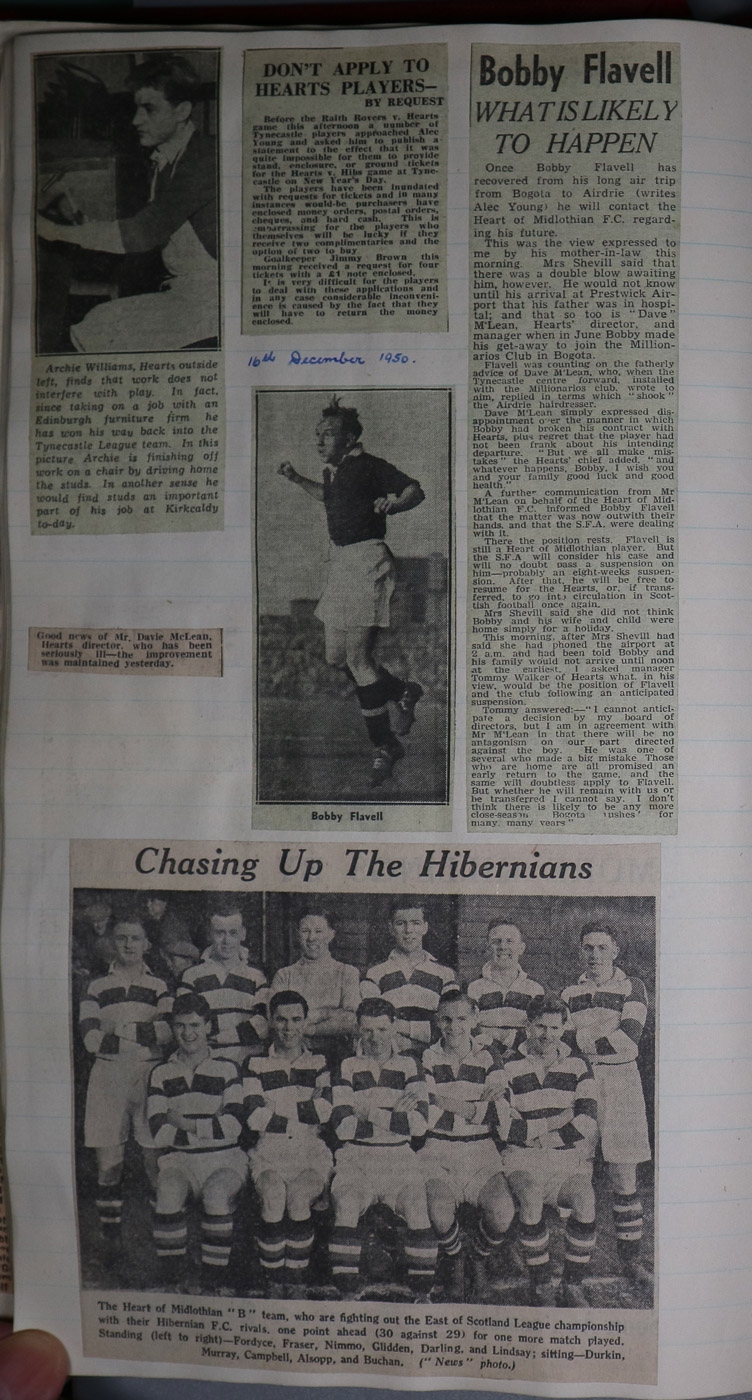 Archie Williams, Hearts outside
left, finds that work does not
interfere with play. In fact,
since taking on a job with an
Edinburgh furniture firm he
has won his way back into the
Tynecastle League team. In this
picture Archie is finishing off
work on a chair by driving home
the studs. In another sense he
would find studs an important
part of his job at Kirkcaldy
to-day.
Good news of Mr. Davie McLean,
Hearts director, who has been
seriously ill—the improvement
was maintained yesterday.
DON'T APPLY TO
HEARTS PLAYERS—
BY REQUEST
Before the Raith Rovers v. Hearts
game this afternoon a number of
Tynecastle players approached Alec
Young and asked him to publish a
statement to the effect that it was
quite impossible for them to provide
stand, enclosure, or ground tickets
for the Hearts v. Hibs game at Tyne-
castle on New Year's Day.
The players have been inundated
with requests for tickets and in many
instances would-be purchasers have
enclosed money orders, postal orders,
cheques, and hard cash. This is
embarrassing for the players who
themselves will be lucky if they
receive two complimentaries and the
option of two to buy.
Goalkeeper Jimmy Brown this
morning received a request for four
tickets with a £1 note enclosed.
It is very difficult for the players
to deal with these applications and
in any case considerable inconveni-
ence is caused by the fact that they
will have to return the money
enclosed.
16th December 1950.
Bobby Flavell
Bobby Flavell
WHAT IS LIKELY
TO HAPPEN
Once Bobby Flavell has
recovered from his long air trip
from Bogota to Airdrie (writes
Alec Young) he will contact the
Heart of Midlothian F.C. regard-
ing his future.
This was the view expressed to
me by his mother-in-law this
morning. Mrs Shevill said that
there was a double blow awaiting
him, however. He would not know
until his arrival at Prestwick Air-
port that his father was in hospi-
tal; and that so too is "Dave"
M'Lean, Hearts' director, and
manager when in June Bobby made
his get-away to join the Million-
arios Club in Bogota.
Flavell was counting on the fatherly
advice of Dave M'Lean, who, when the
Tynecastle centre forward, installed
with the Millionarios club, wrote to
him, replied in terms which "shook"
the Airdrie hairdresser.
Dave M'Lean simply expressed dis-
appointment over the manner in which
Bobby had broken his contract with
Hearts, plus regret that the player had
not been frank about his intending
departure. "But we all make mis-
takes" the Hearts' chief added, "and
whatever happens, Bobby, I wish you
and your family good luck and good
health"
A further communication from Mr
M'Lean on behalf of the Heart of Mid-
lothian F.C. informed Bobby Flavell
that the matter was now outwith their
hands, and that the S.F.A. were dealing
with it.
There the position rests. Flavell is
still a Heart of Midlothian player. But
the S.F.A will consider his case and
will no doubt pass a suspension on
him—probably an eight-weeks suspen-
sion. After that, he will be free to
resume for the Hearts, or, if trans-
ferred, to go into circulation in Scot-
tish football once again.
Mrs Shevill said she did not think
Bobby and his wife and child were
home simply for a holiday.
This morning, after Mrs Shevill had
said she had phoned the airport at
2 a.m. and had been told Bobby and
his family would not arrive until noon
at the earliest, I asked manager
Tommy Walker of Hearts what, in his
view, would be the position of Flavell
and the club following an anticipated
suspension.
Tommy answered:—"I cannot antici-
pate a decision by my board of
directors, but I am in agreement with
Mr M'Lean in that there will be no
antagonism on our part directed
against the boy. He was one of
several who made a big mistake. Those
who are home are all promised an
early return to the game, and the
same will doubtless apply to Flavell.
But whether he will remain with us or
be transferred I cannot say. I don't
think there is likely to be any more
close-season Bogota rushes' for
many, many years"
Chasing Up The Hibernians
The Heart of Midlothian "B" team, who are fighting out the East of Scotland League championship
with their Hibernian F.C. rivals, one point ahead (30 against 29) for one more match played.
Standing (left to right)—Fordyce, Fraser, Nimmo, Glidden, Darling, and Lindsay; sitting—Durkin,
Murray, Campbell, Alsopp, and Buchan. ("News" photo.)